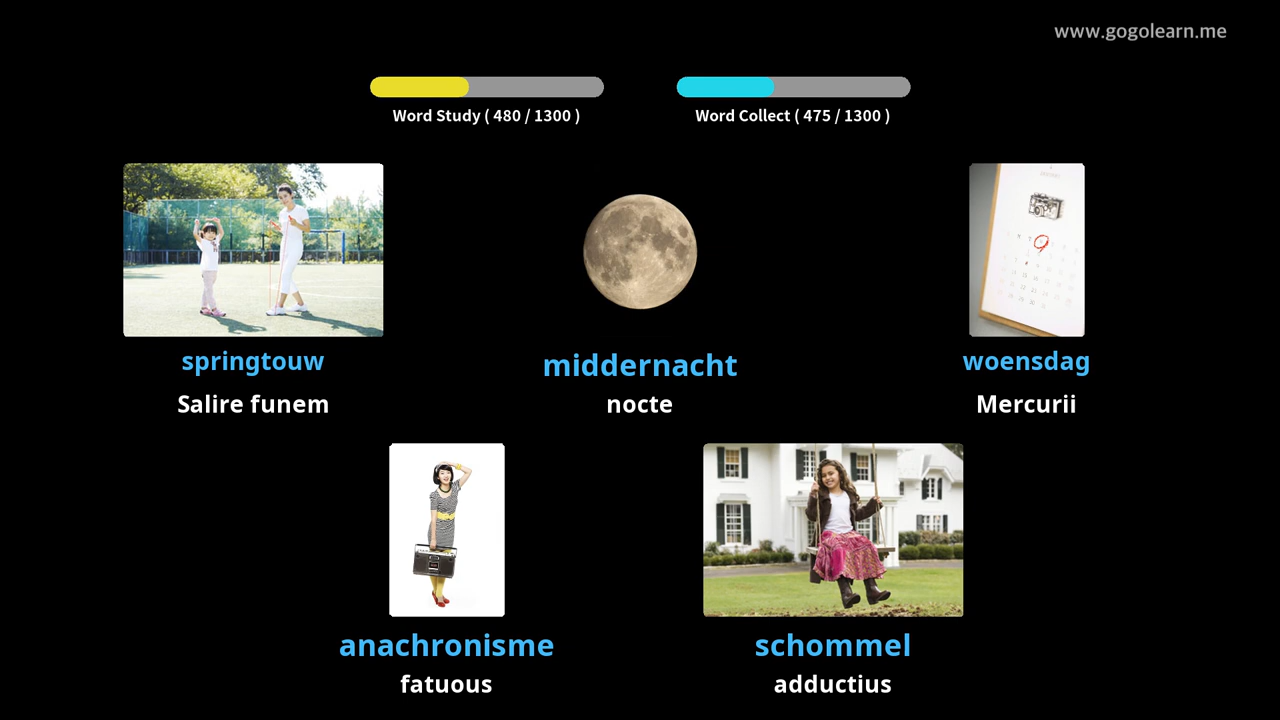 www.gogolearn.me
Word Study ( 480 / 1300 )
Word Collect ( 475 / 1300 )
springtouw
Salire funem
middernacht
nocte
woensdag
Mercurii
anachronisme
fatuous
schommel
adductius